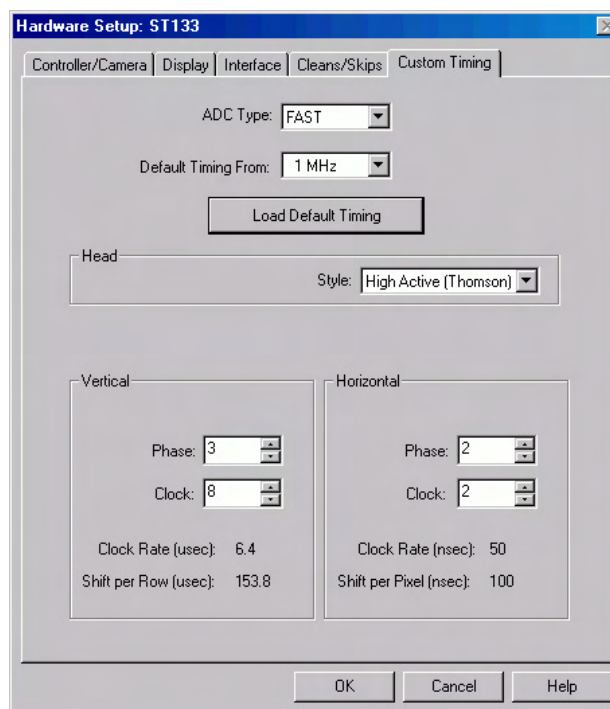 Hardware Setup: ST133
Controller/Camera Display Interface Cleans/Skips Custom Timing
ADC Type: FAST
Default Timing From: 1 MHz
Load Default Timing
Head
Style: High Active (Thomson)
Vertical Horizontal
Phase: 3 Phase: 2
Clock: 8 Clock: 2
Clock Rate (usec): 6.4 Clock Rate (nsec): 50
Shift per Row (usec): 153.8 Shift per Pixel (nsec): 100
OK Cancel Help